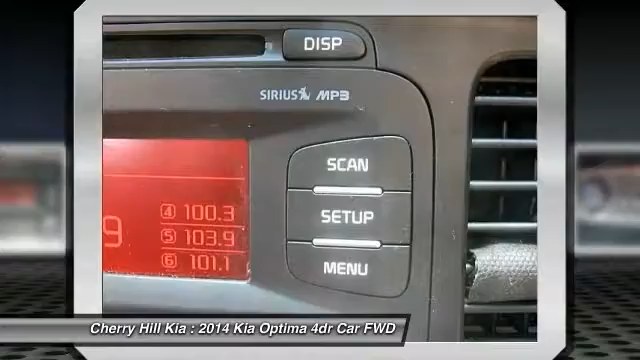 DISP
SIRIUS MP3
SCAN
SETUP
MENU
9
4 100.3
5 103.9
6 101.1
Cherry Hill Kia : 2014 Kia Optima 4dr Car FWD